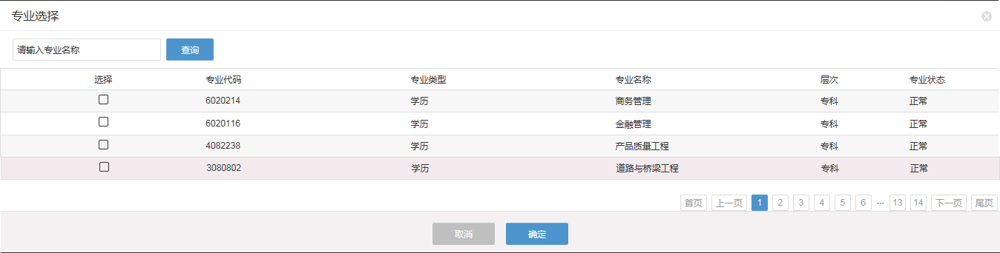 专业选择
请输入专业名称 查询
选择 专业代码 专业类型 专业名称 层次 专业状态
6020214 学历 商务管理 专科 正常
6020116 学历 金融管理 专科 正常
4082238 学历 产品质量工程 专科 正常
3080802 学历 道路与桥梁工程 专科 正常
首页 上一页 1 2 3 4 5 6 ... 13 14 下一页 尾页
取消 确定